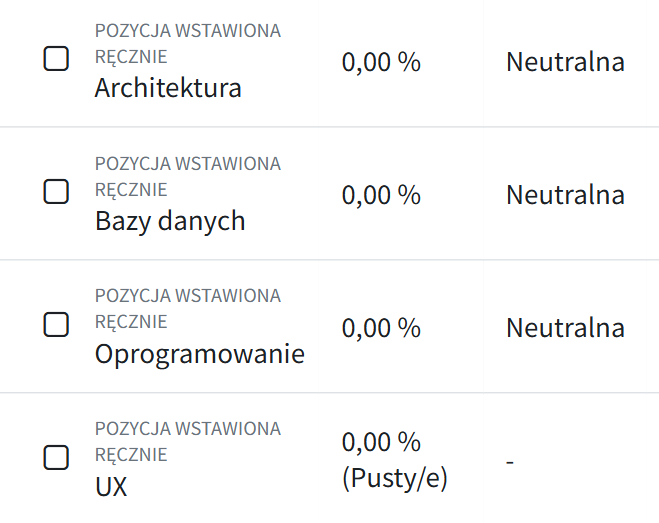 POZYCJA WSTAWIONA
RĘCZNIE
Architektura
0,00 %
Neutralna
POZYCJA WSTAWIONA
RĘCZNIE
Bazy danych
0,00 %
Neutralna
POZYCJA WSTAWIONA
RĘCZNIE
Oprogramowanie
0,00 %
Neutralna
POZYCJA WSTAWIONA
RĘCZNIE
UX
0,00 %
(Pusty/e)
-